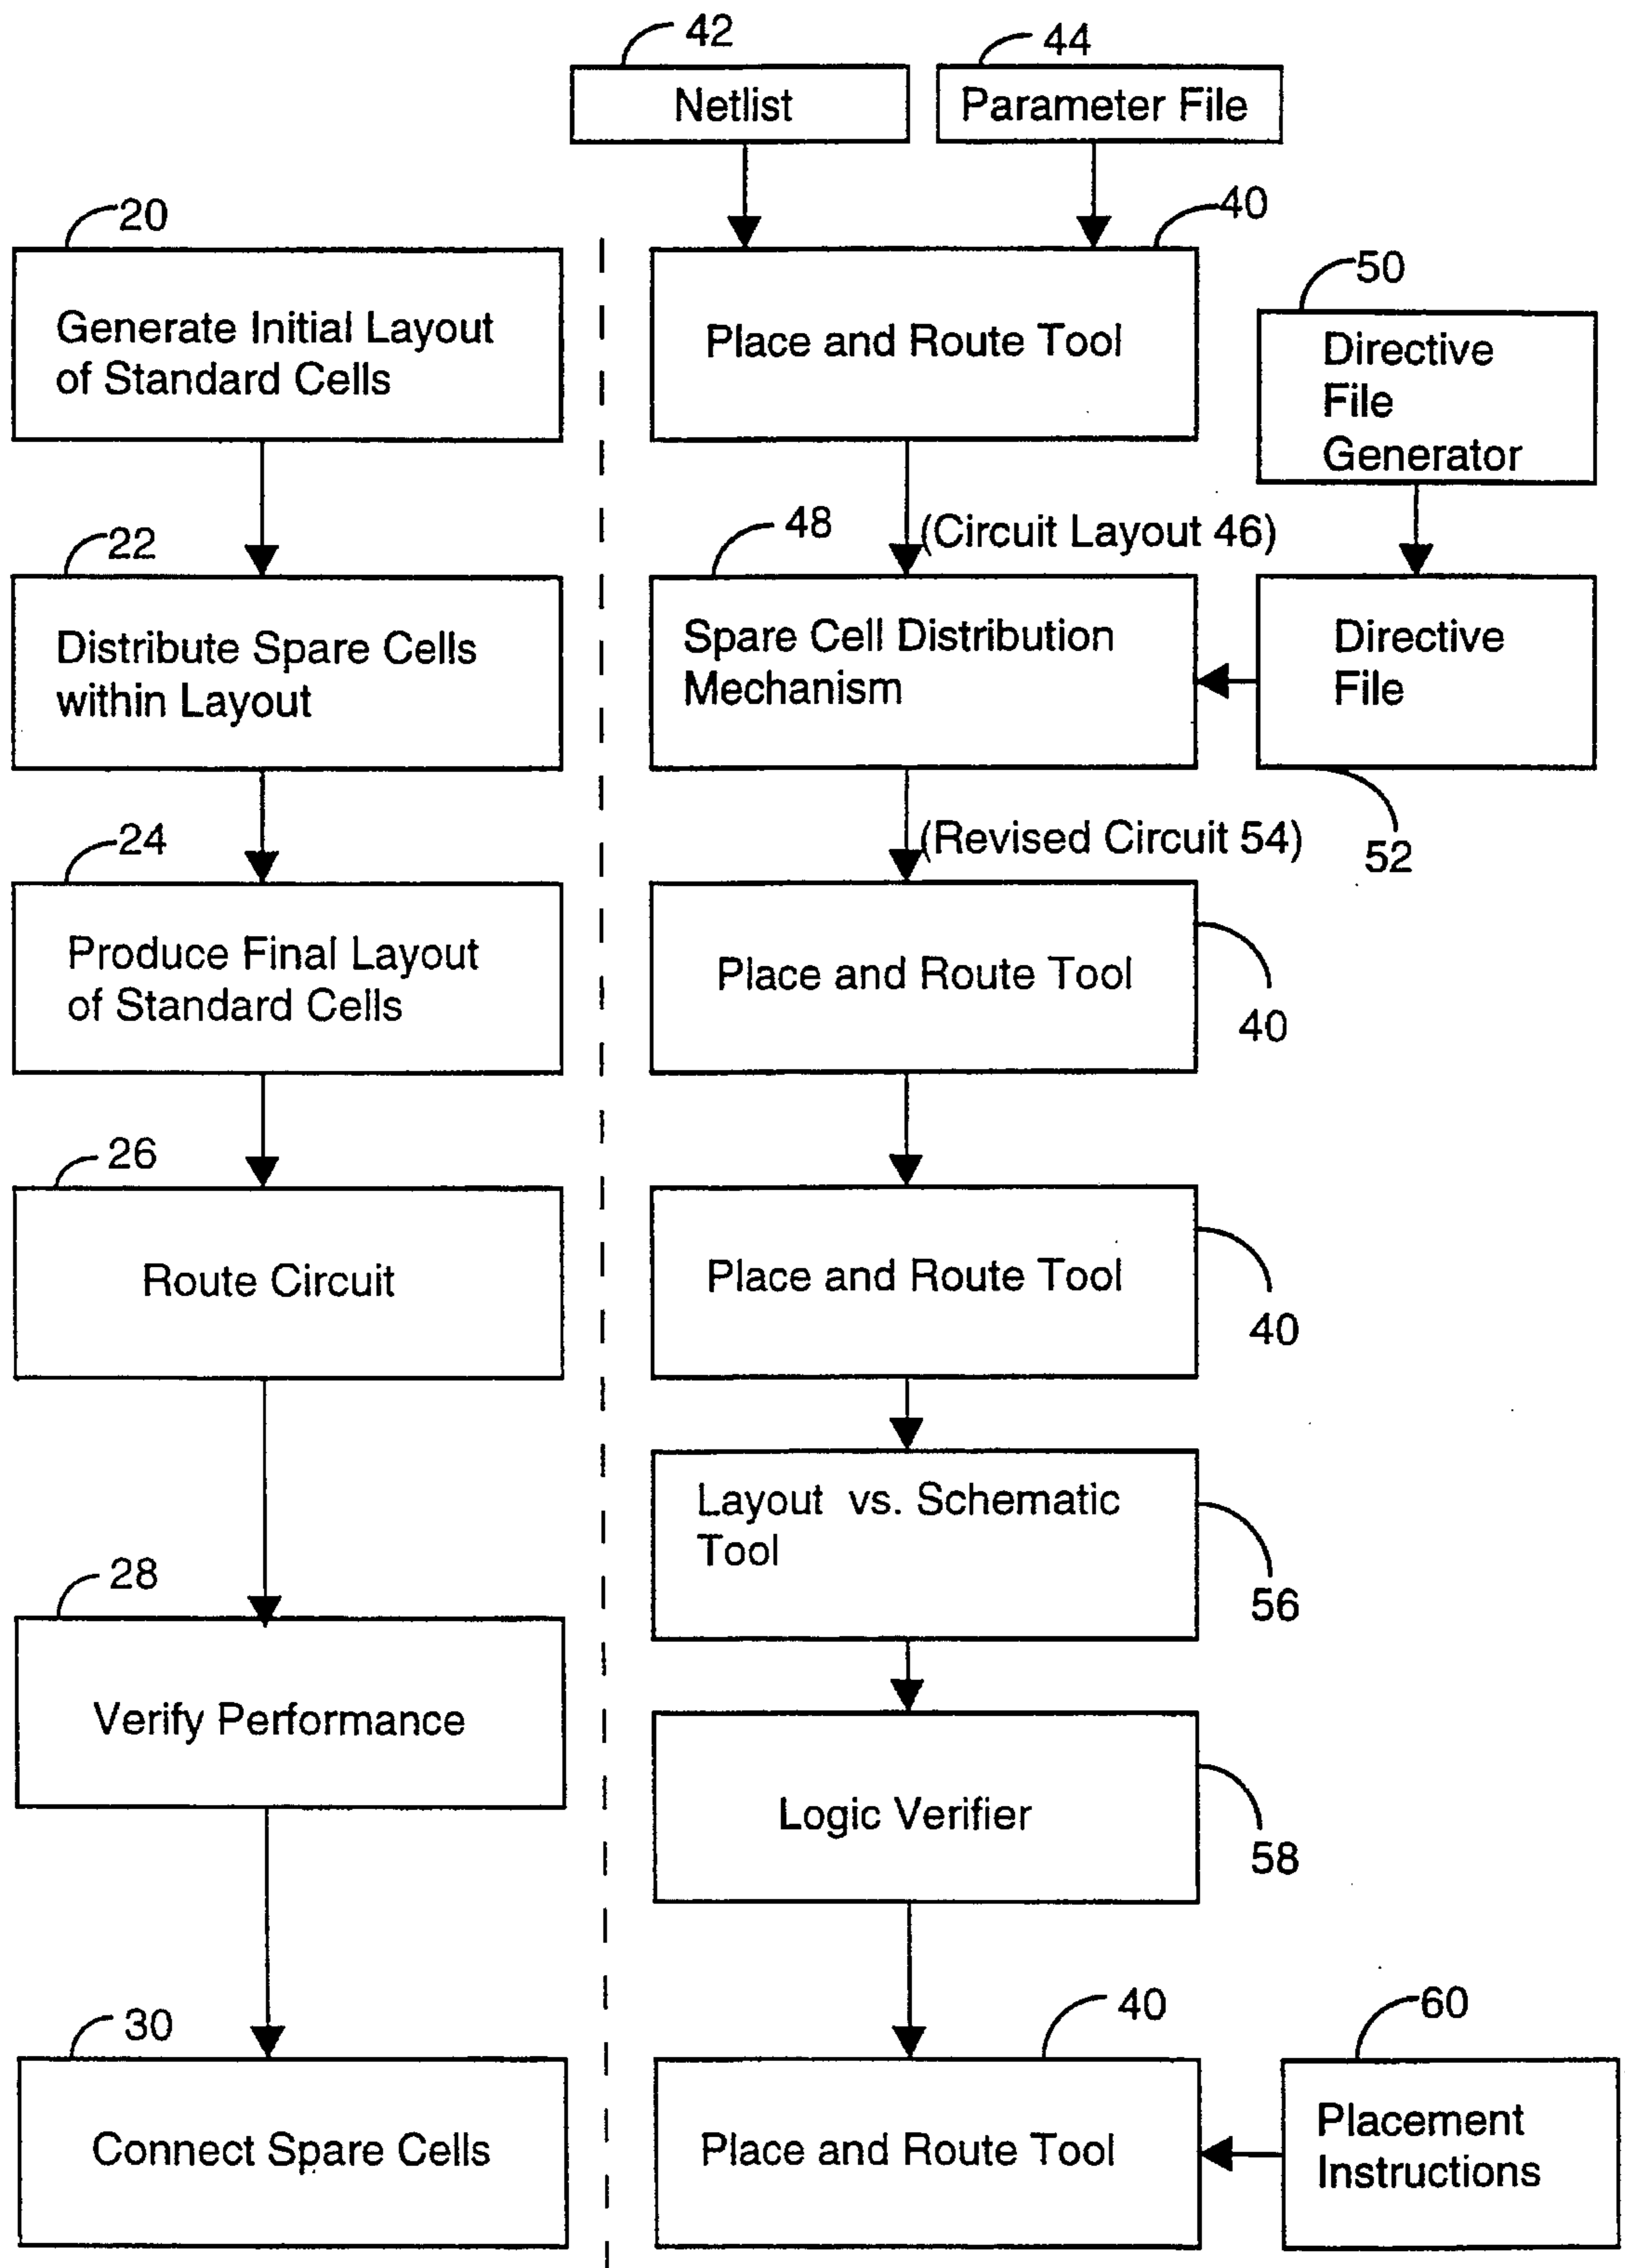 42
44
Netlist
Parameter File
20
40
50
Generate Initial Layout
of Standard Cells
Place and Route Tool
Directive
File
Generator
22
48
(Circuit Layout 46)
Distribute Spare Cells
within Layout
Spare Cell Distribution
Mechanism
Directive
File
24
(Revised Circuit 54)
52
Produce Final Layout
of Standard Cells
Place and Route Tool
40
26
Route Circuit
Place and Route Tool
40
Layout vs. Schematic
Tool
28
56
Verify Performance
Logic Verifier
58
30
40
60
Connect Spare Cells
Place and Route Tool
Placement
Instructions